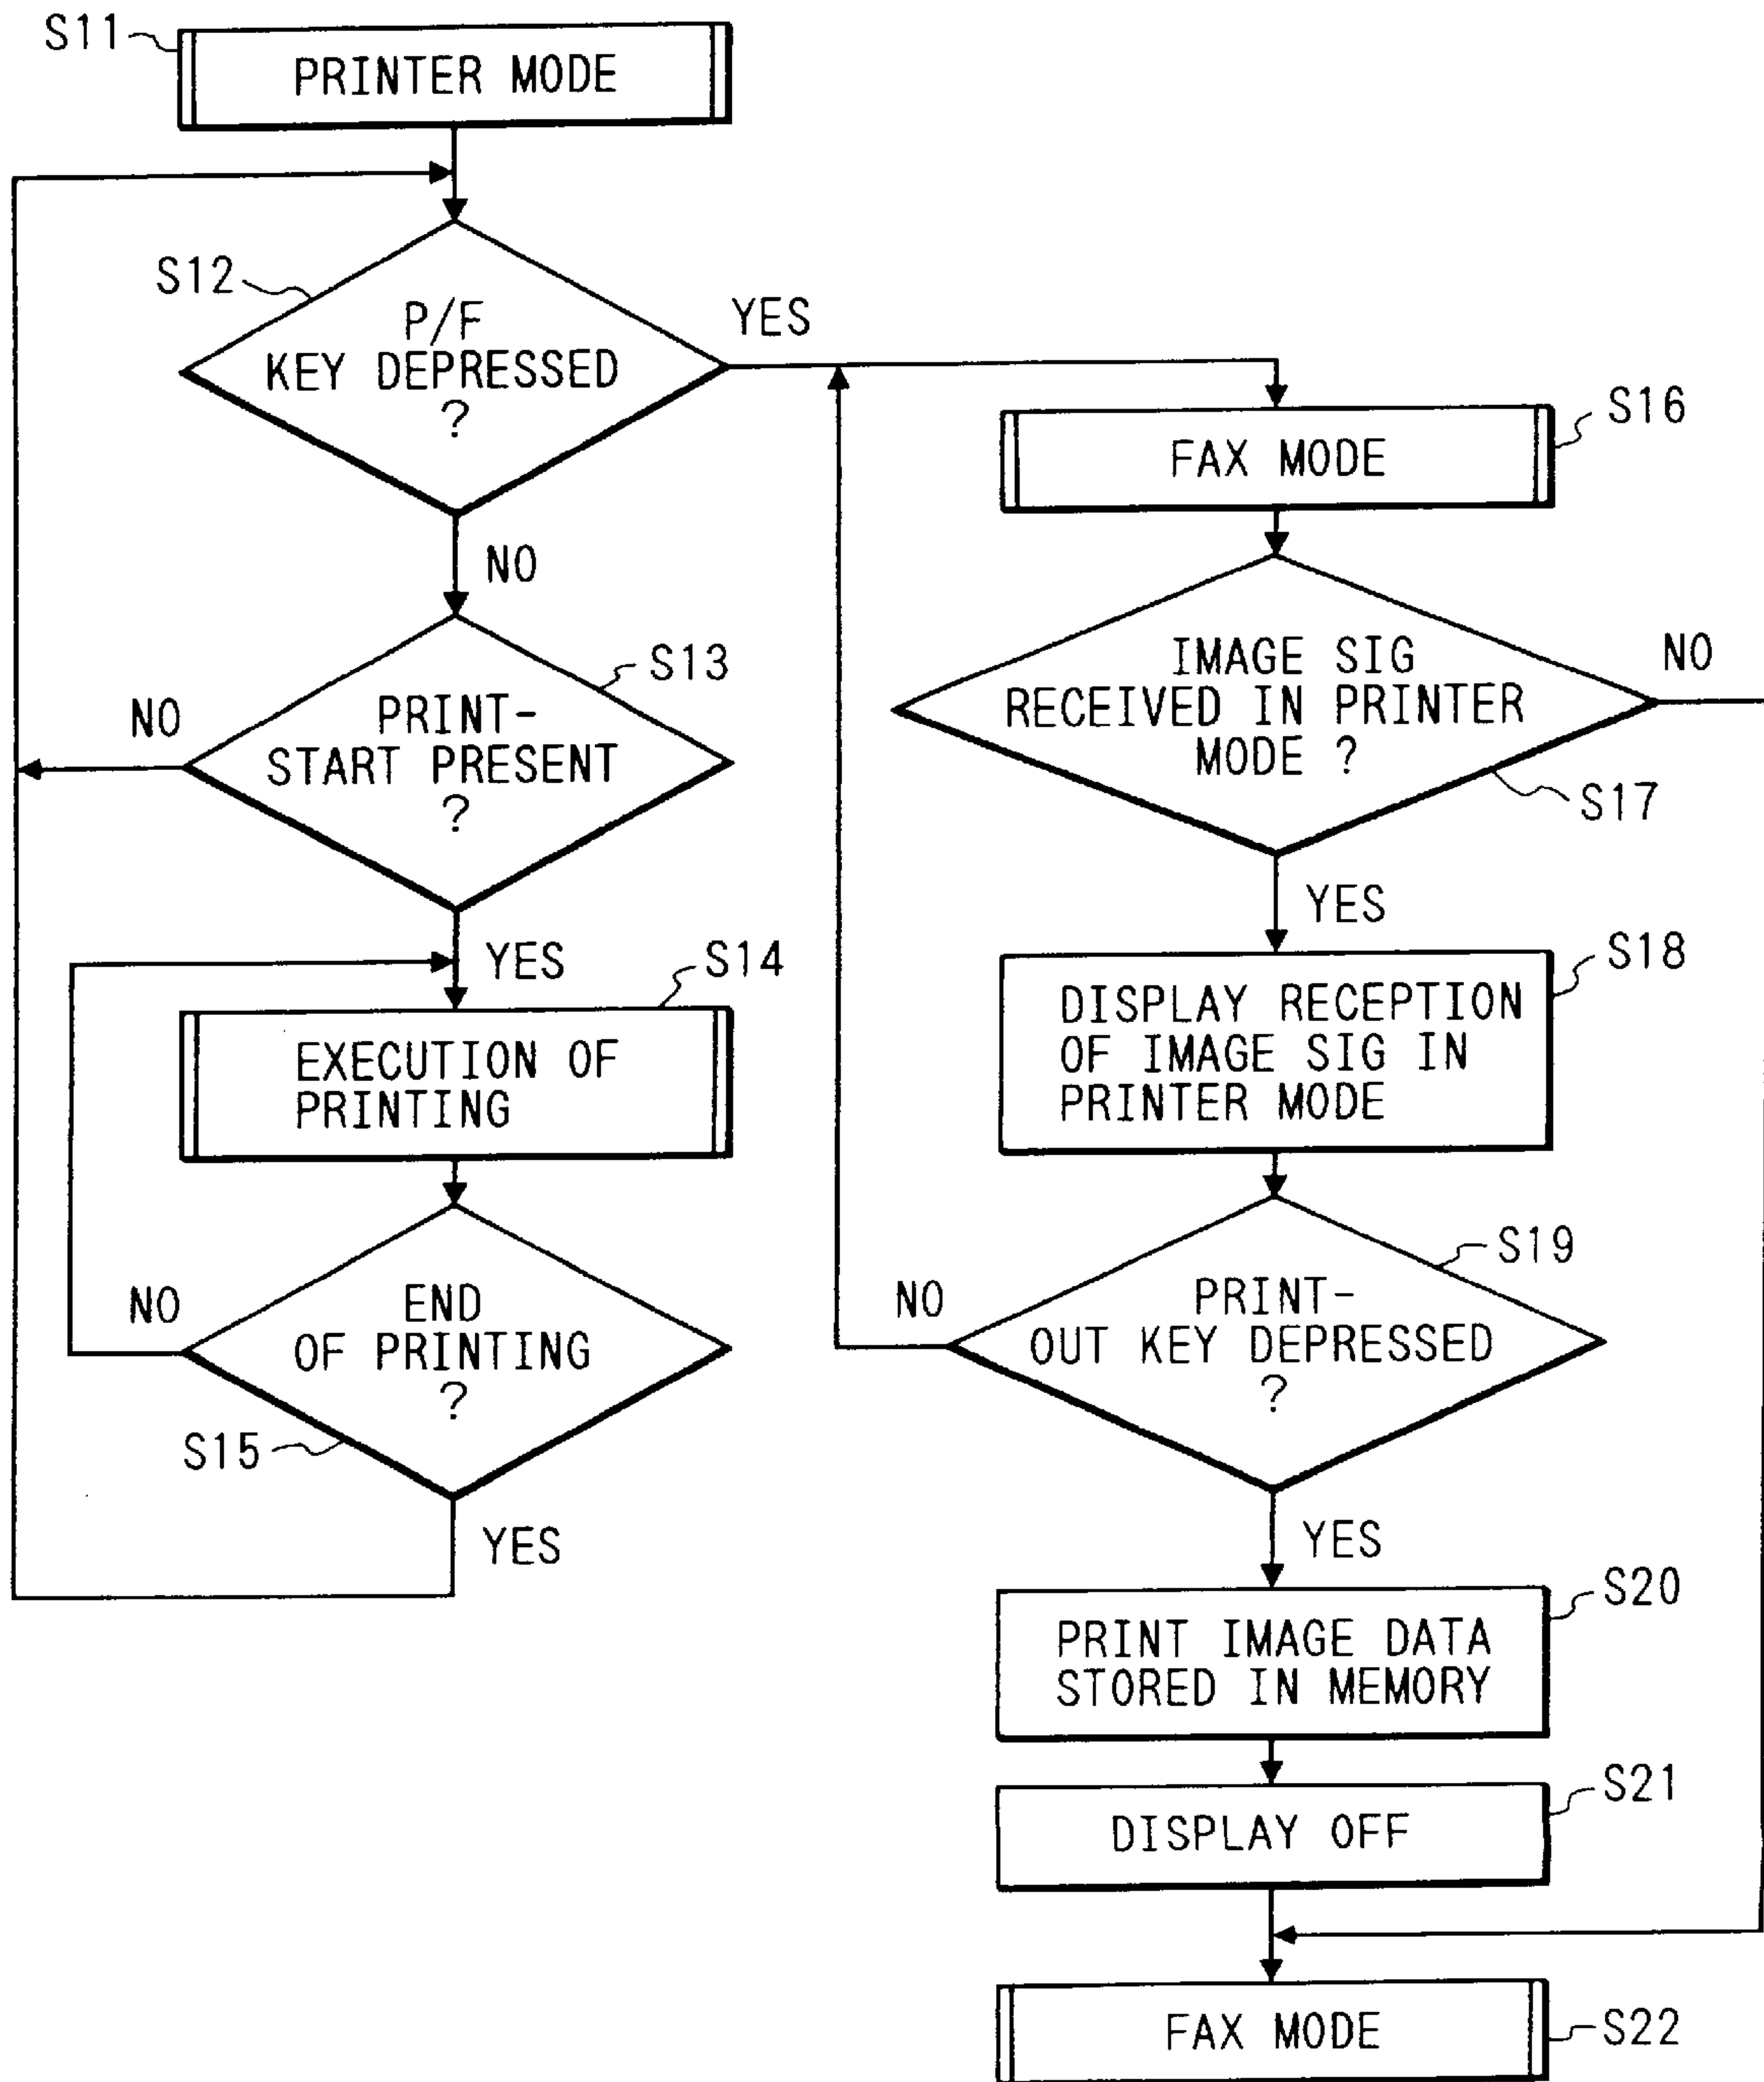 S11
PRINTER MODE
S12
P/F
KEY DEPRESSED
?
YES
NO
S13
PRINT-
START PRESENT
?
NO
YES
S14
EXECUTION OF
PRINTING
END
OF PRINTING
?
NO
S15
YES
S16
FAX MODE
IMAGE SIG
RECEIVED IN PRINTER
MODE ?
NO
S17
YES
S18
DISPLAY RECEPTION
OF IMAGE SIG IN
PRINTER MODE
S19
PRINT-
OUT KEY DEPRESSED
?
NO
YES
S20
PRINT IMAGE DATA
STORED IN MEMORY
S21
DISPLAY OFF
FAX MODE
S22